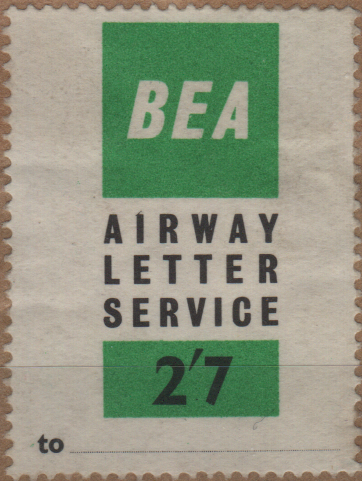 BEA
AIRWAY
LETTER
SERVICE
2'7
to